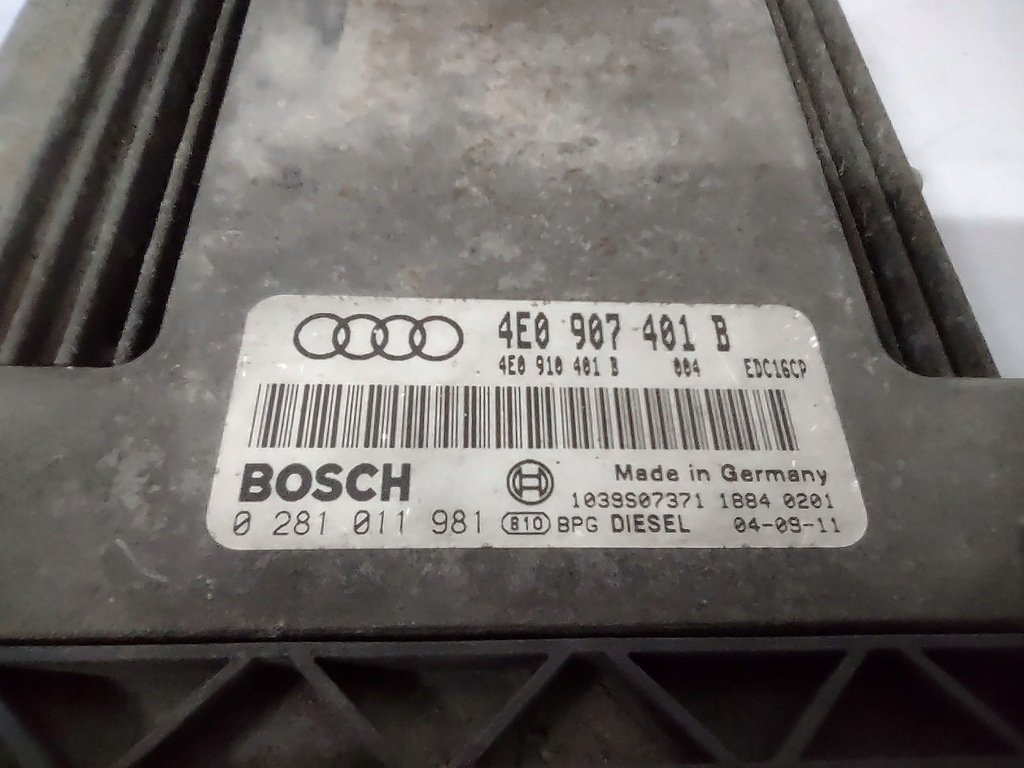 4E0 907 401 B
4E0 910 401 B 004 EDC16CP
BOSCH
Made in Germany
1039S07371 1884 0201
0 281 011 981 810 BPG DIESEL 04-09-11